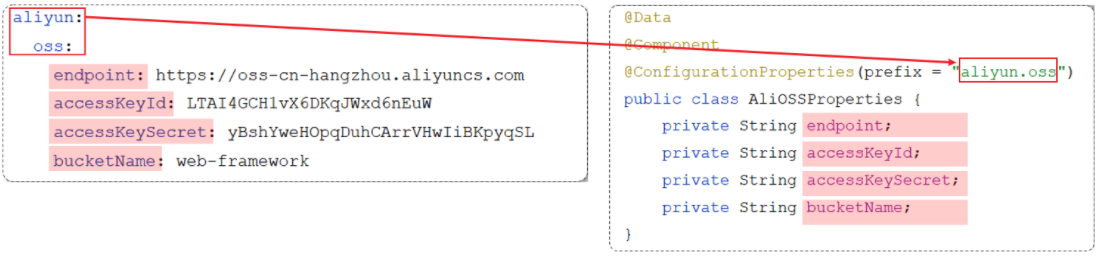 aliyun:
oss:
endpoint: https://oss-cn-hangzhou.aliyuncs.com
accessKeyId: LTAI4GCH1vX6DKqJWxd6nEuW
accessKeySecret: yBshYweHOpqDuhCArrVHwIiBKpyqSL
bucketName: web-framework
@Data
@Component
@ConfigurationProperties(prefix = "aliyun.oss")
public class AliOSSProperties {
private String endpoint;
private String accessKeyId;
private String accessKeySecret;
private String bucketName;
}